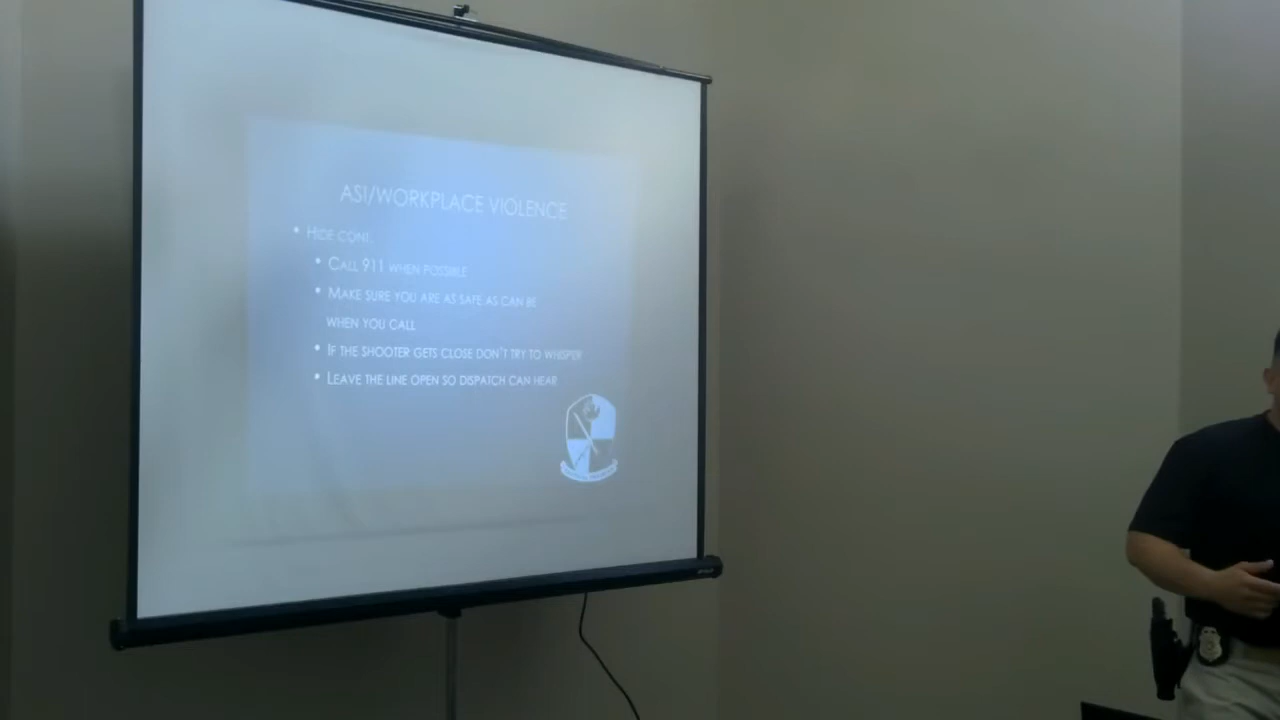 ASI/WORKPLACE VIOLENCE
• HIDE CONT.
• CALL 911 WHEN POSSIBLE
• MAKE SURE YOU ARE AS SAFE AS CAN BE
WHEN YOU CALL
• IF THE SHOOTER GETS CLOSE DON'T TRY TO WHISPER
• LEAVE THE LINE OPEN SO DISPATCH CAN HEAR